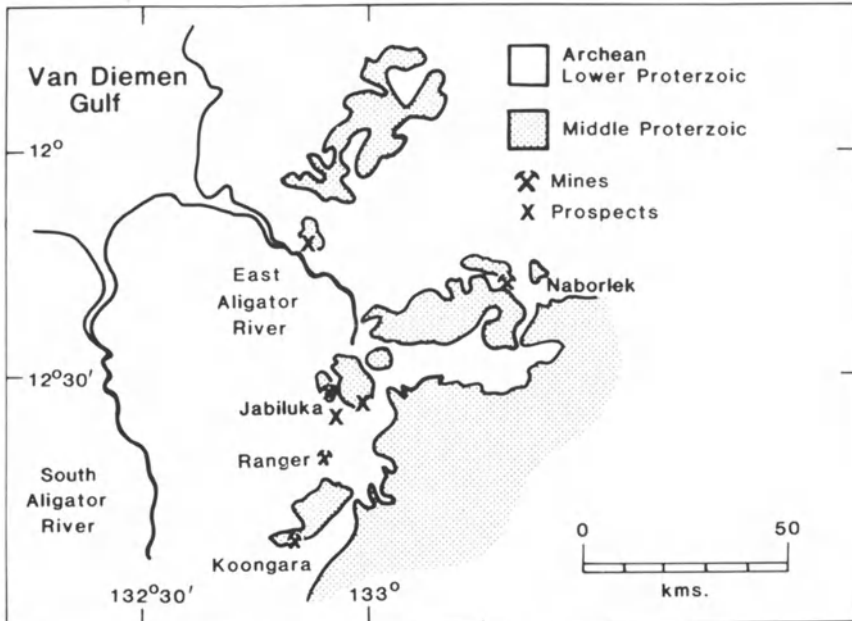 Van Diemen
Gulf
Archean
Lower Proterzoic
Middle Proterzoic
12°
Mines
Prospects
East
Aligator
River
Naborlek
12°30'
Jabiluka
Ranger
South
Aligator
River
Koongara
0 50
kms.
132°30' 133°